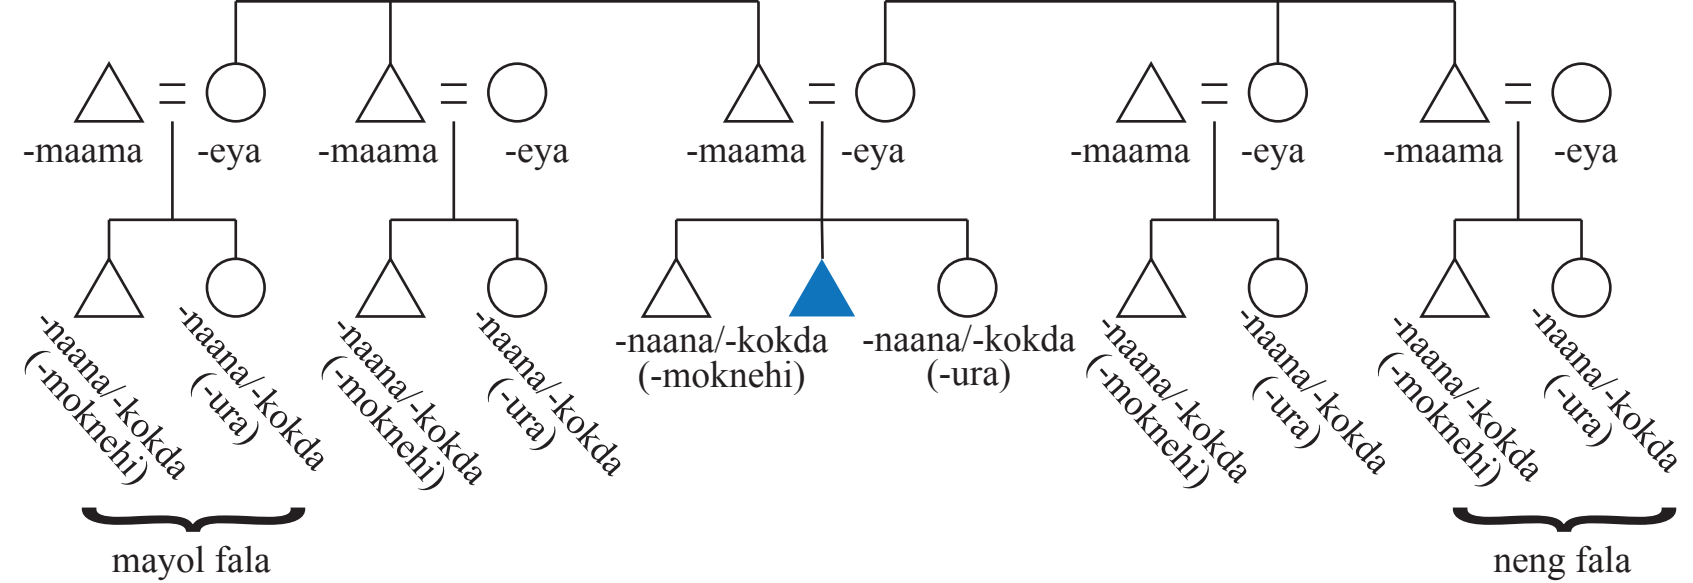 -maama -eya -maama -eya -maama -eya -maama -eya -maama -eya
-naana/-kokda
(-moknehi)
-naana/-kokda
(-ura)
-naana/-kokda
(-moknehi)
-naana/-kokda
(-ura)
-naana/-kokda
(-moknehi)
-naana/-kokda
(-ura)
-naana/-kokda
(-moknehi)
-naana/-kokda
(-ura)
-naana/-kokda
(-moknehi)
-naana/-kokda
(-ura)
mayol fala
neng fala